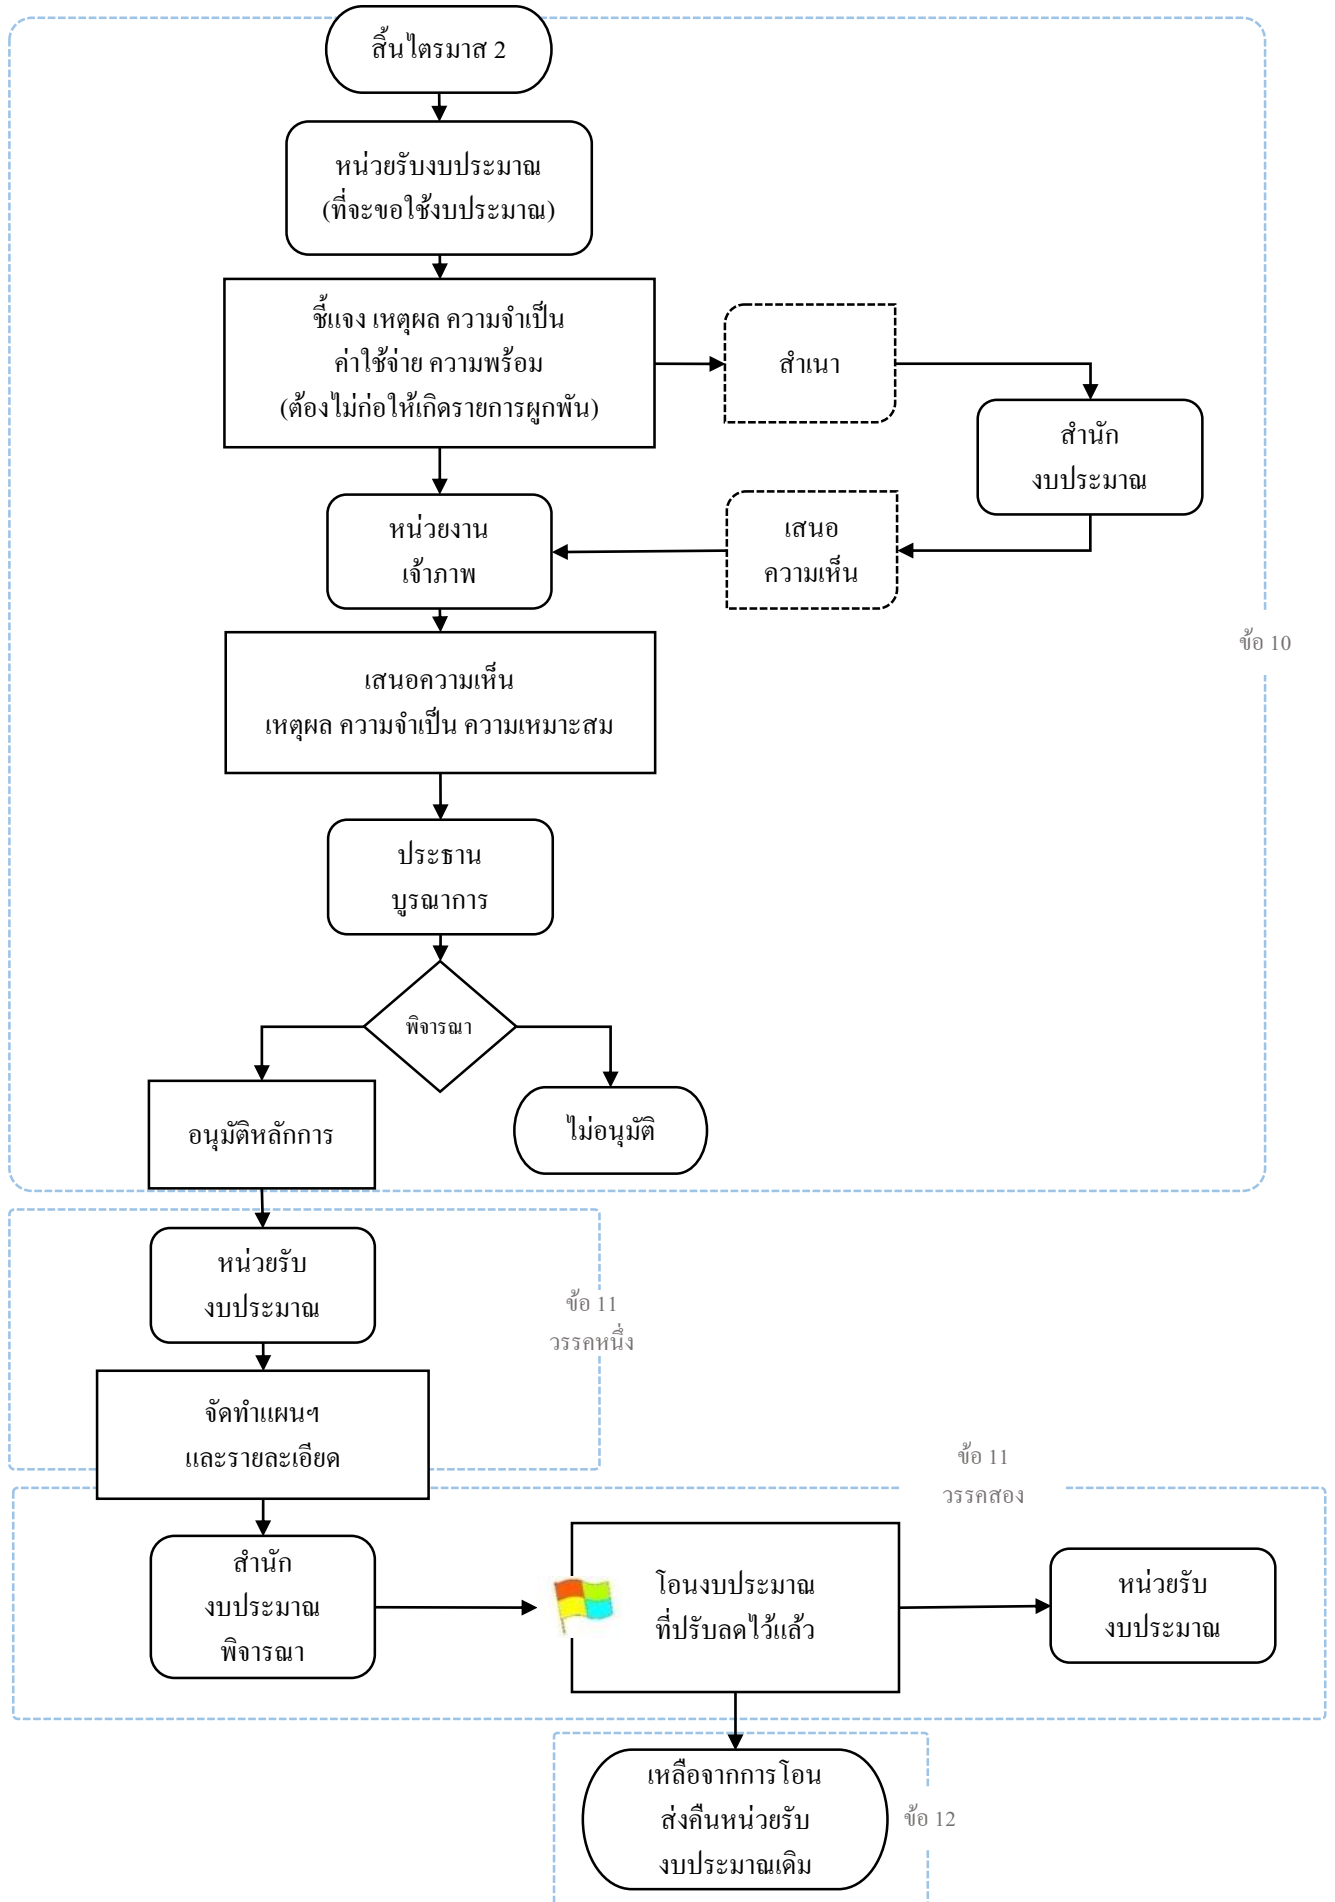 สิ้นไตรมาส 2
หน่วยรับงบประมาณ
(ที่จะขอใช้งบประมาณ)
ชี้แจง เหตุผล ความจำเป็น
ค่าใช้จ่าย ความพร้อม
(ต้องไม่ก่อให้เกิดรายการผูกพัน)
สำเนา
สำนัก
งบประมาณ
หน่วยงาน
เจ้าภาพ
เสนอ
ความเห็น
ข้อ 10
เสนอความเห็น
เหตุผล ความจำเป็น ความเหมาะสม
ประธาน
บูรณาการ
พิจารณา
อนุมัติหลักการ
ไม่อนุมัติ
หน่วยรับ
งบประมาณ
ข้อ 11
วรรคหนึ่ง
จัดทำแผนฯ
และรายละเอียด
ข้อ 11
วรรคสอง
สำนัก
งบประมาณ
พิจารณา
โอนงบประมาณ
ที่ปรับลดไว้แล้ว
หน่วยรับ
งบประมาณ
เหลือจากการโอน
ส่งคืนหน่วยรับ
งบประมาณเดิม
ข้อ 12